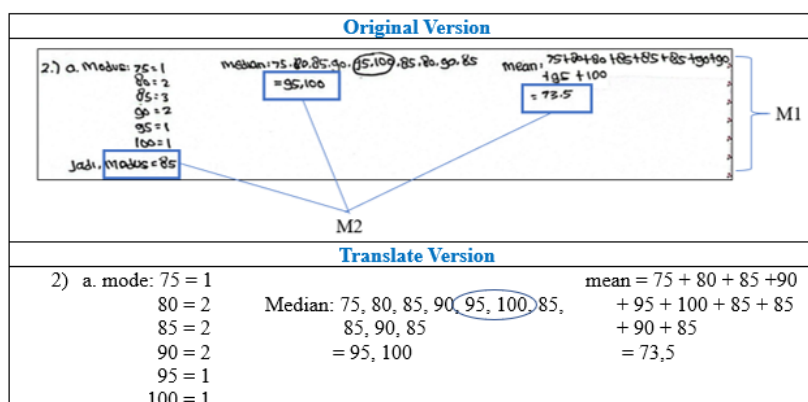 Original Version
2.) a. Modus: 75=1
80=2
85=3
90=2
95=1
100=1
Jadi, modus=85
median: 75.80.85.90.95,100.85.80.90.85
=95,100
mean: 75+80+80+85+85+85+90+90
+95+100
=73.5
M1
M2
Translate Version
2) a. mode: 75 = 1
80 = 2
85 = 2
90 = 2
95 = 1
100 = 1
Median: 75, 80, 85, 90, 95, 100, 85,
85, 90, 85
= 95, 100
mean = 75 + 80 + 85 +90
+ 95 + 100 + 85 + 85
+ 90 + 85
= 73,5